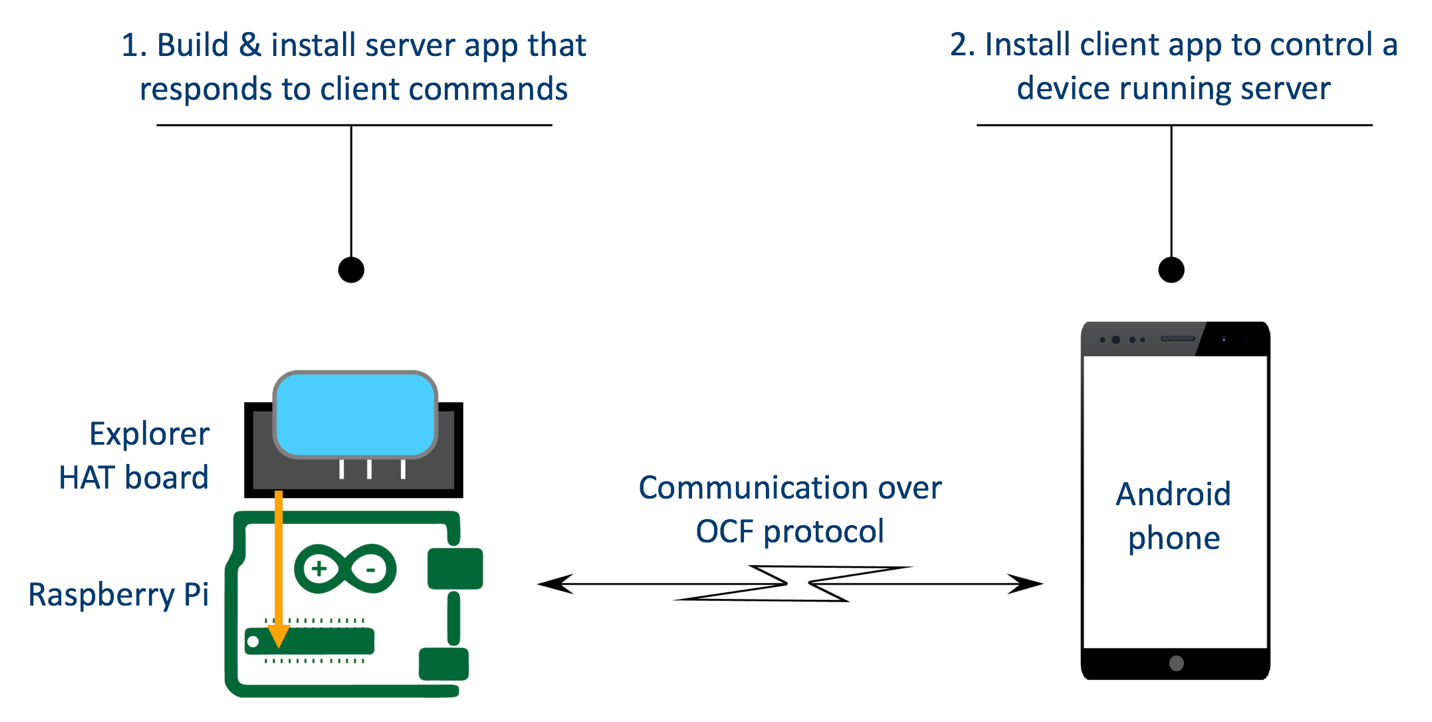 1. Build & install server app that
responds to client commands
2. Install client app to control a
device running server
Explorer
HAT board
Raspberry Pi
+ -
Communication over
OCF protocol
Android
phone